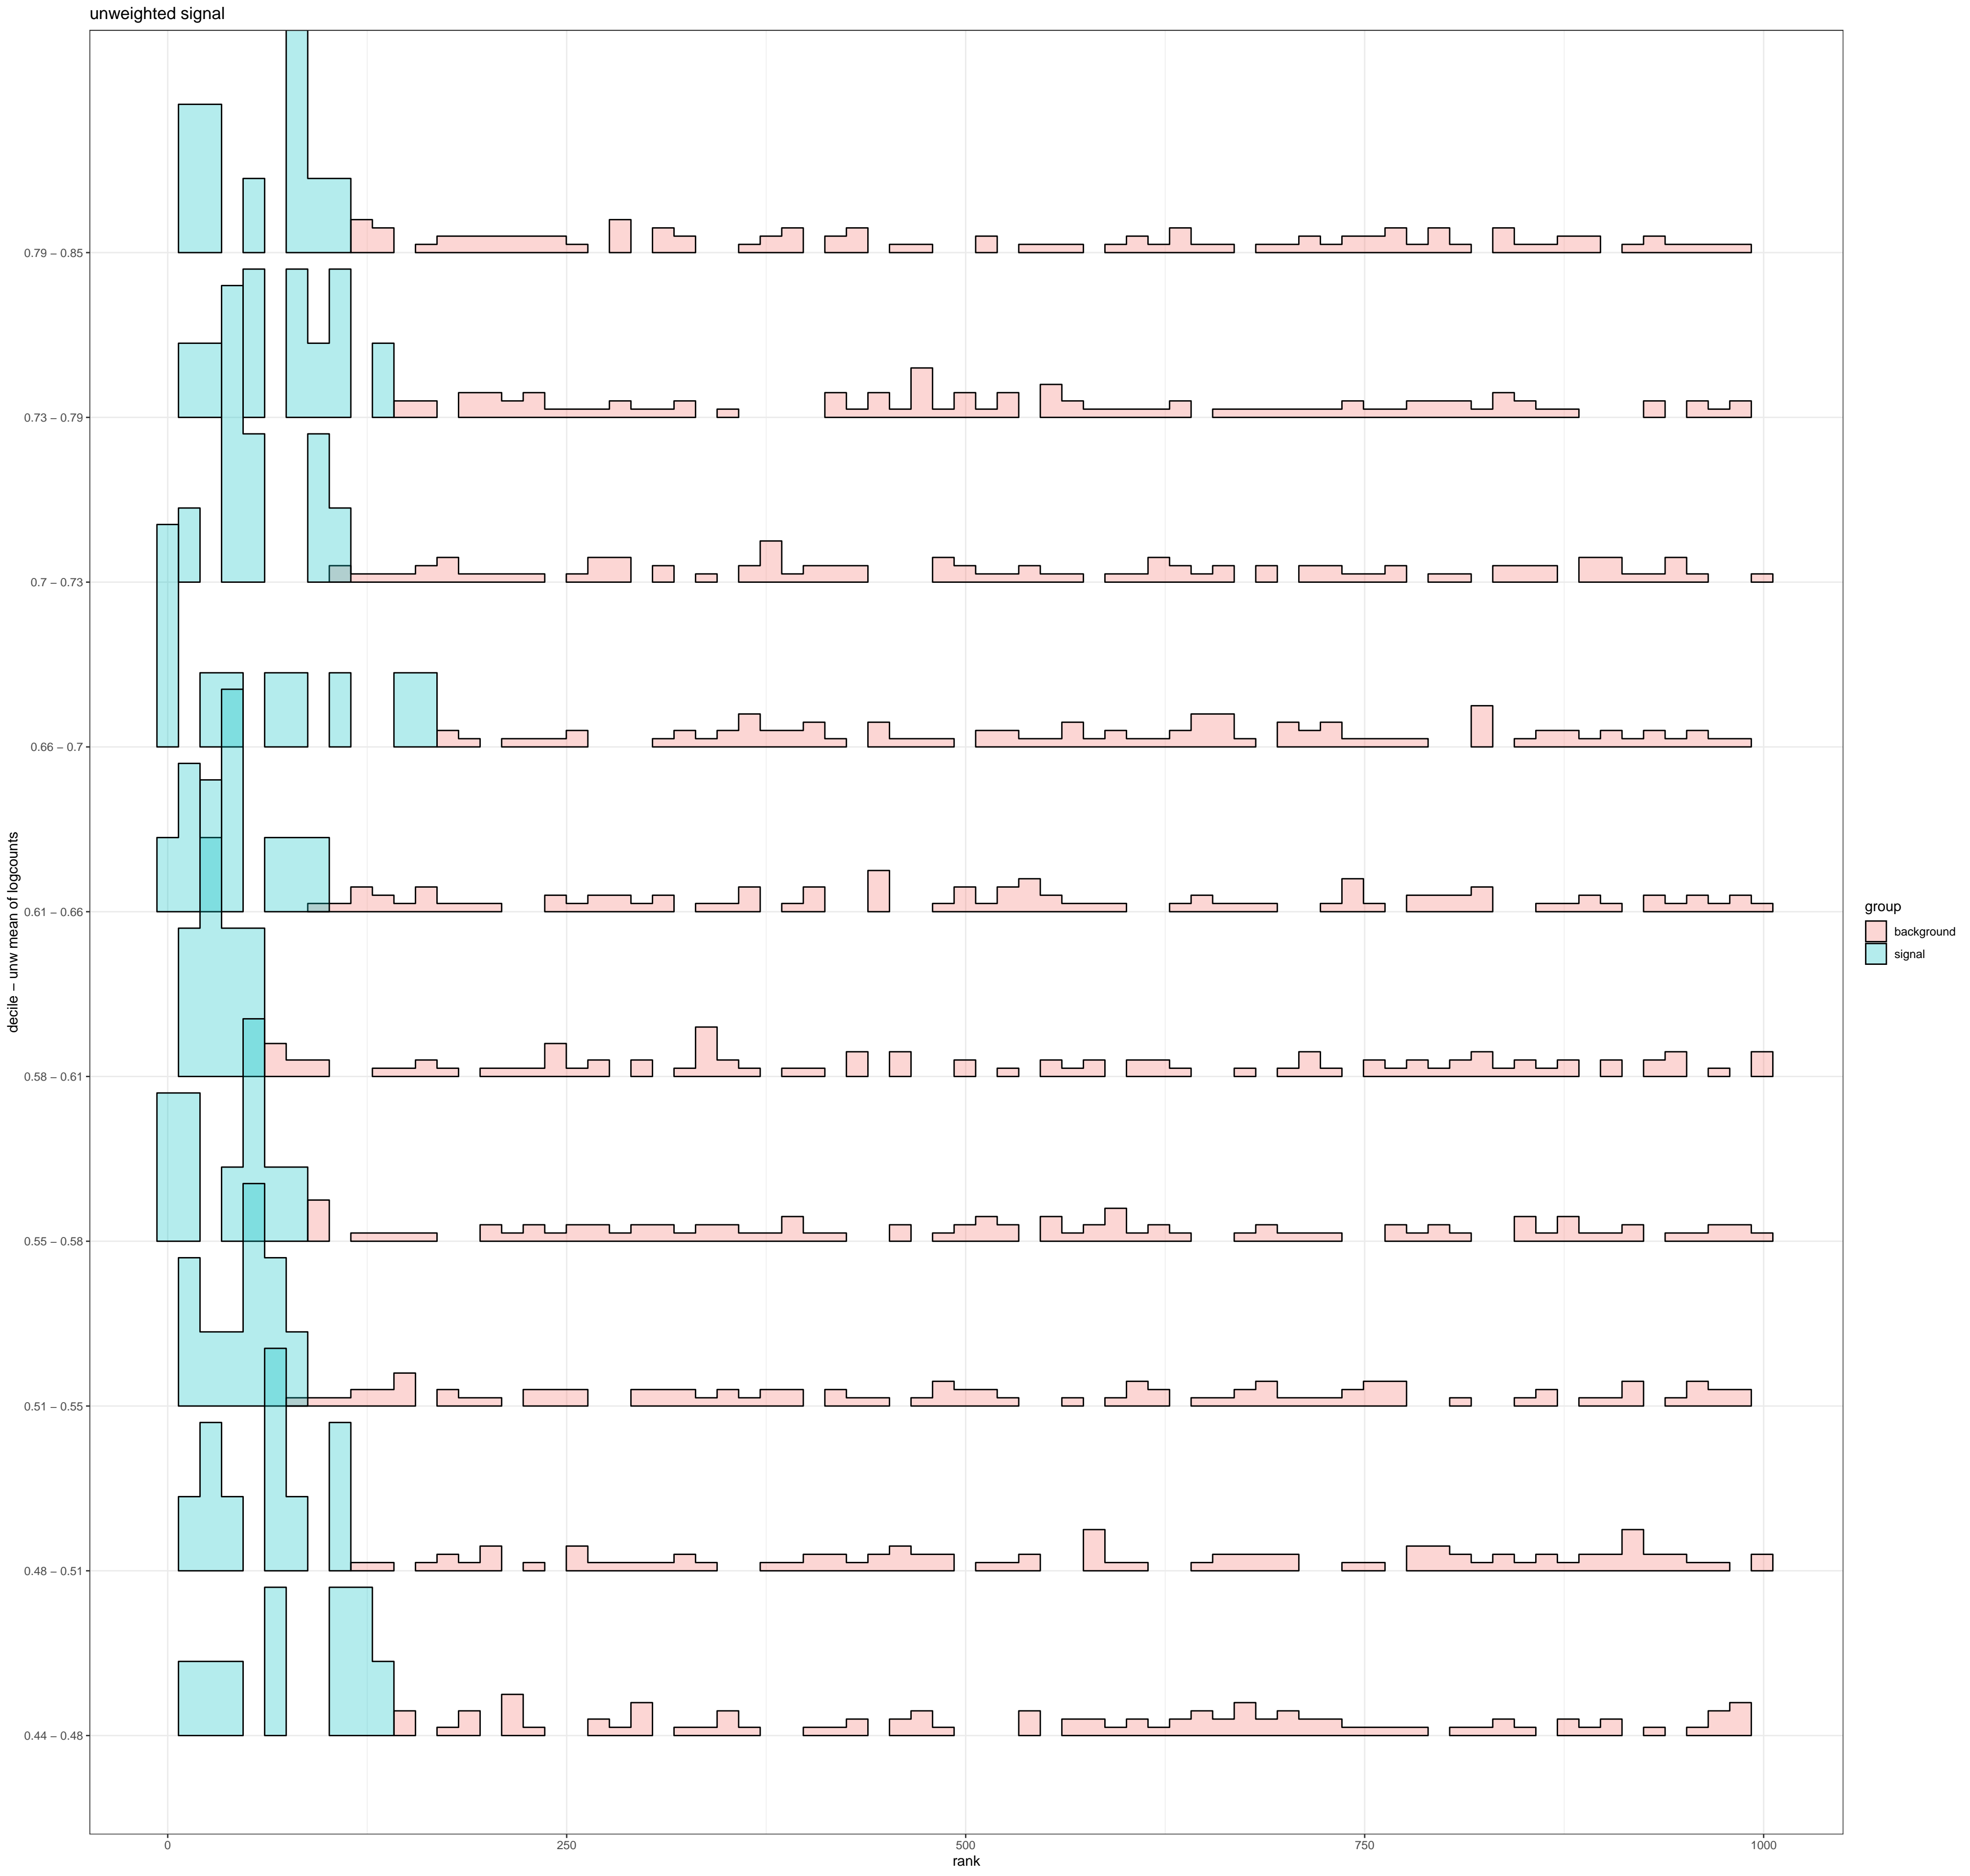 unweighted signal
0.79 – 0.85
0.73 – 0.79
0.7 – 0.73
0.66 – 0.7
0.61 – 0.66
0.58 – 0.61
0.55 – 0.58
0.51 – 0.55
0.48 – 0.51
0.44 – 0.48
decile – unw mean of logcounts
0
250
500
750
1000
rank
group
background
signal